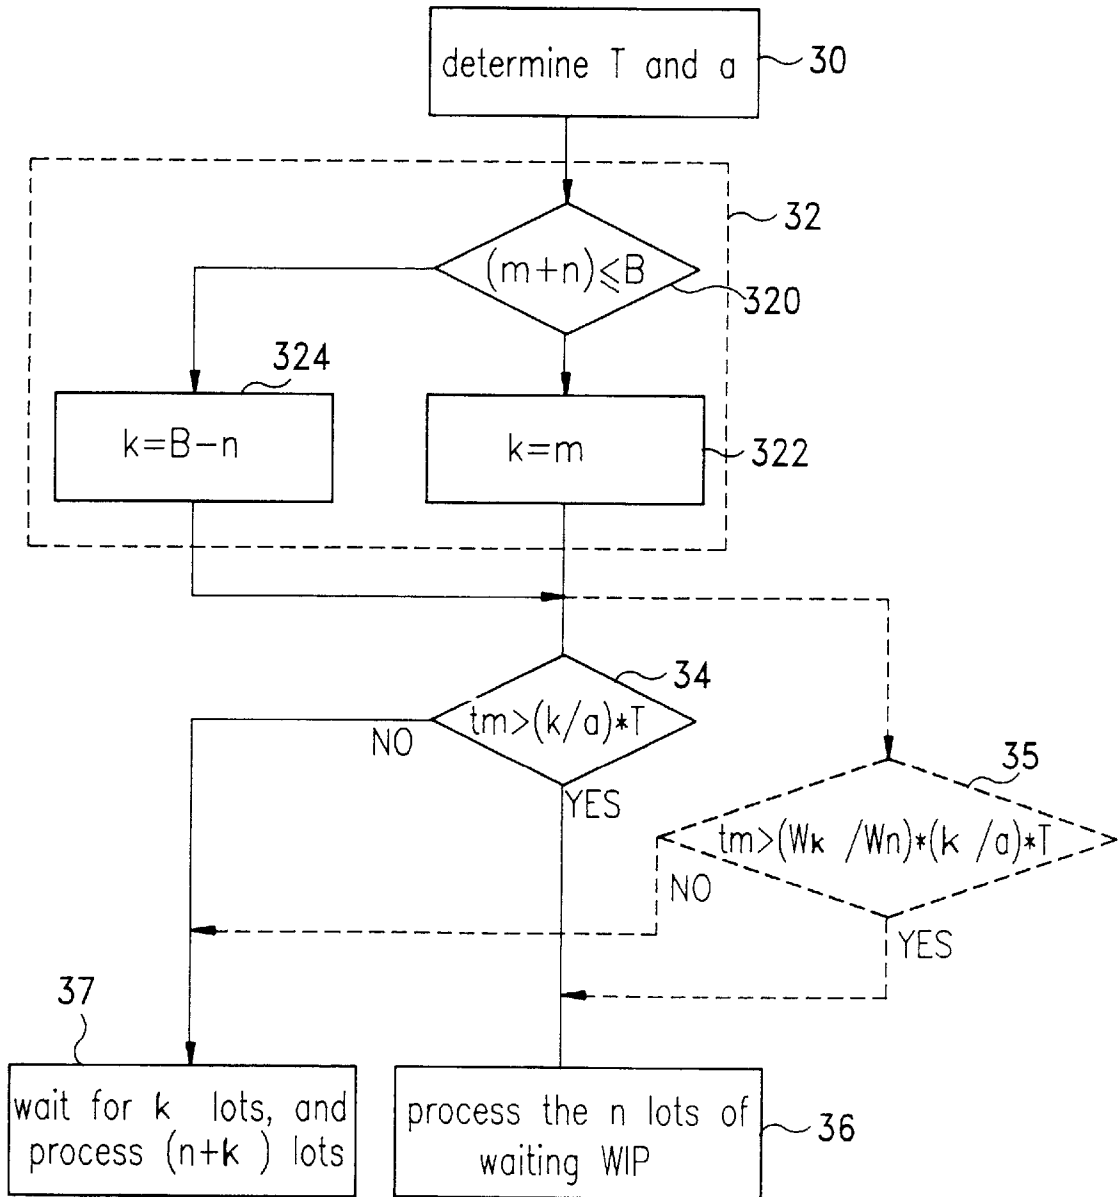 determine T and a
30
32
(m+n)≤B
320
324
k=B-n
k=m
322
34
tm>(k/a)*T
NO
YES
35
tm>(Wk /Wn)*(k /a)*T
NO
YES
37
wait for k lots, and
process (n+k ) lots
process the n lots of
waiting WIP
36